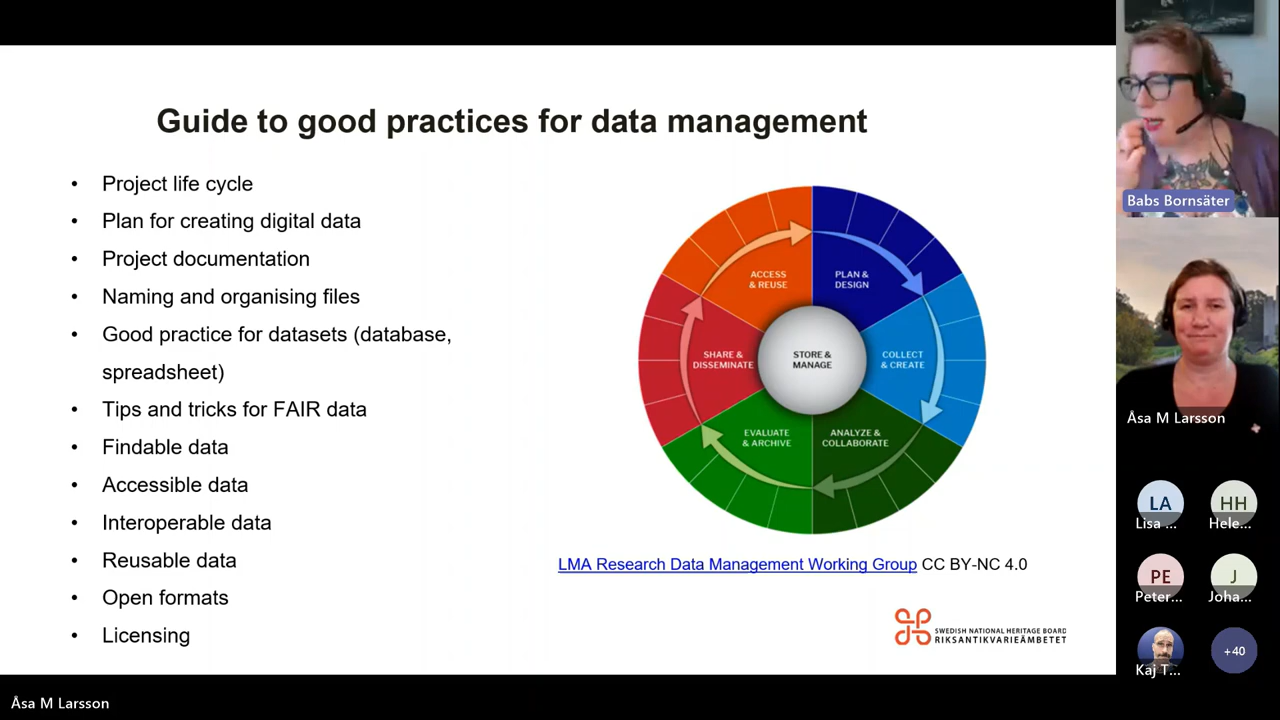 Guide to good practices for data management
• Project life cycle
• Plan for creating digital data
• Project documentation
• Naming and organising files
• Good practice for datasets (database,
spreadsheet)
• Tips and tricks for FAIR data
• Findable data
• Accessible data
• Interoperable data
• Reusable data
• Open formats
• Licensing
ACCESS
& REUSE
PLAN &
DESIGN
SHARE &
DISSEMINATE
STORE &
MANAGE
COLLECT
& CREATE
EVALUATE
& ARCHIVE
ANALYZE &
COLLABORATE
LMA Research Data Management Working Group CC BY-NC 4.0
SWEDISH NATIONAL HERITAGE BOARD
RIKSANTIKVARIEÄMBETET
Babs Bornsäter
Åsa M Larsson
LA
Lisa ...
HH
Hele...
PE
Peter...
J
Joha...
Kaj T...
+40
Åsa M Larsson